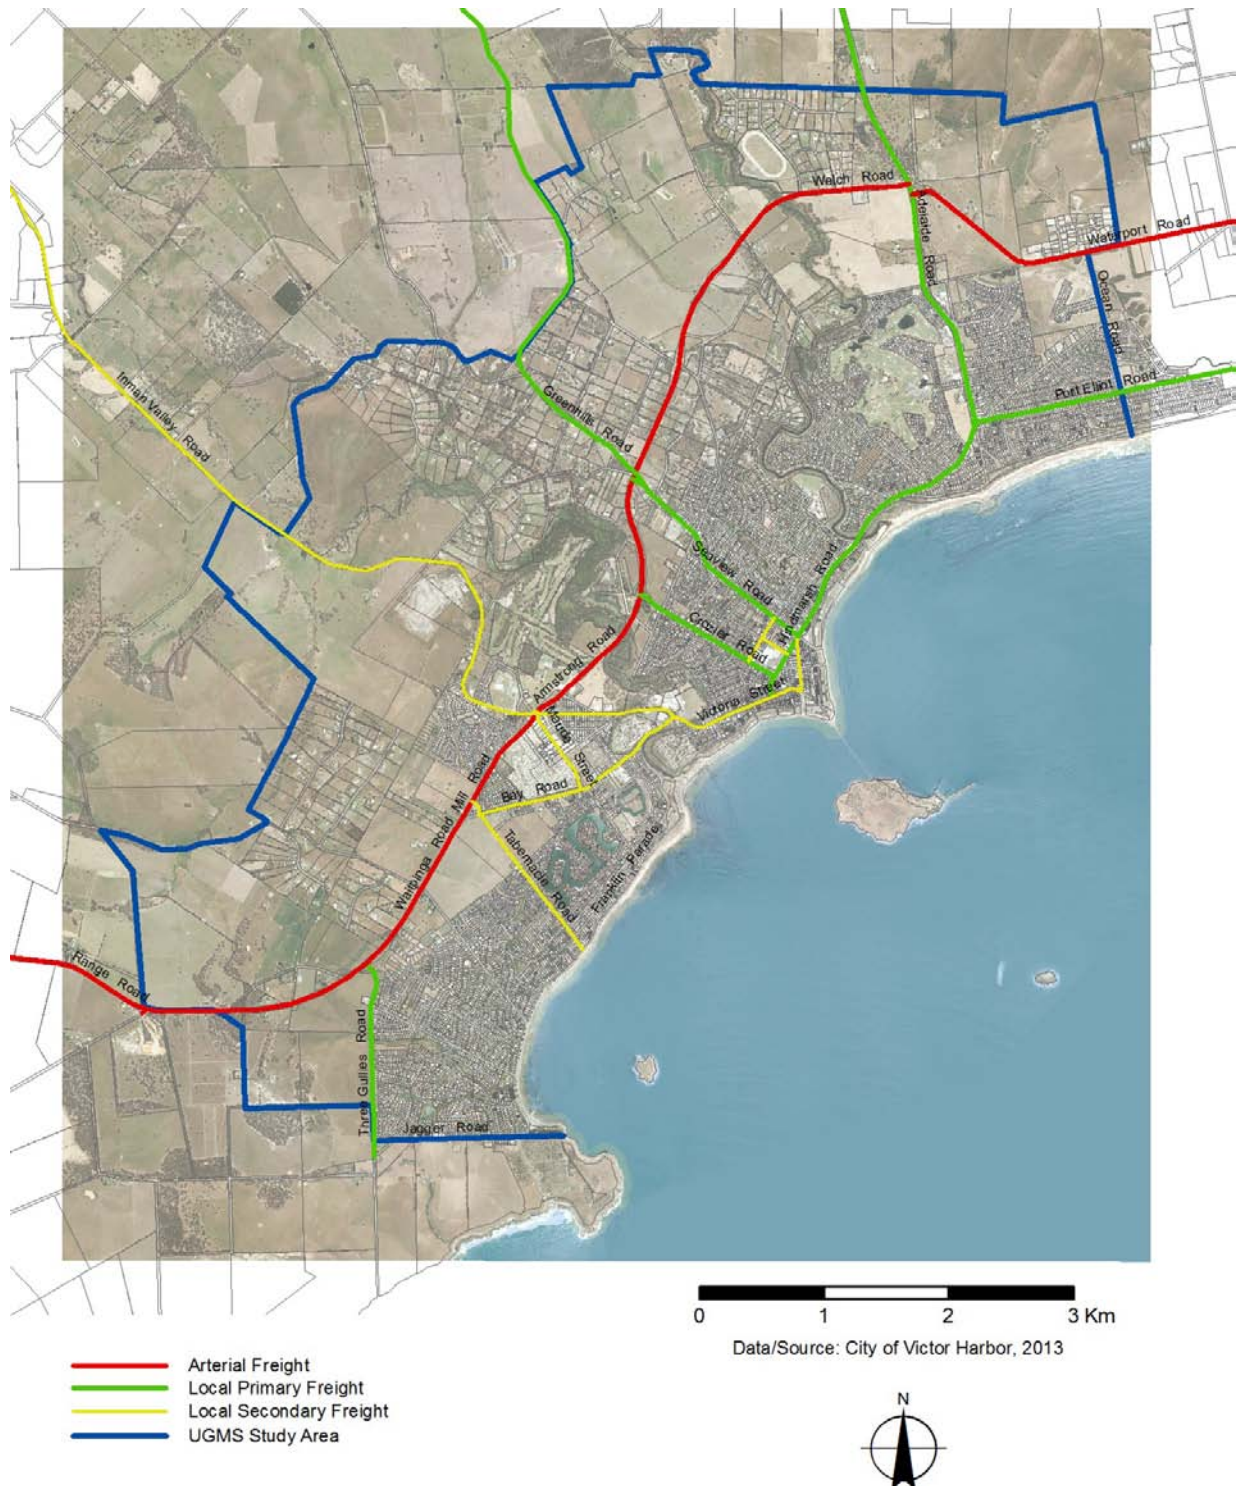 Welch Road
Adelaide Road
Waterport Road
Ocean Road
Port Elliot Road
Inman Valley Road
Greenhills Road
Seaview Road
Hindmarsh Road
Crozier Road
Armstrong Road
Victoria Street
Maude Street
Mill Road
Bay Road
Waitpinga Road
Tabernacle Road
Franklin Parade
Range Road
Three Gullies Road
Jagger Road
0 1 2 3 Km
Data/Source: City of Victor Harbor, 2013
Arterial Freight
Local Primary Freight
Local Secondary Freight
UGMS Study Area
N